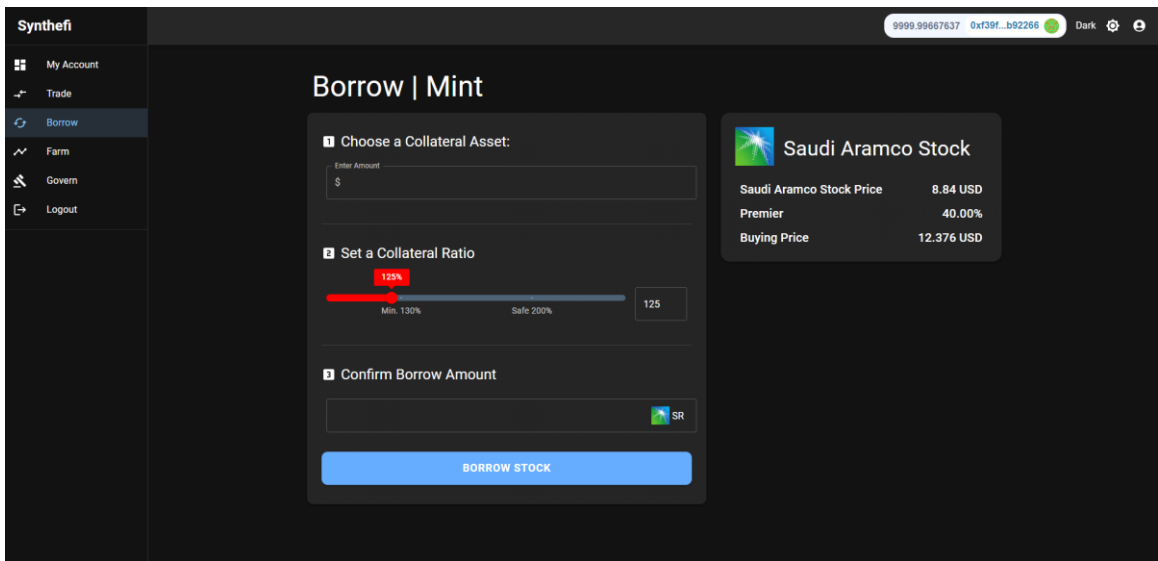 Synthefi
9999.99667637 0xf39f...b92266 Dark
My Account
Trade
Borrow
Farm
Govern
Logout
Borrow | Mint
1 Choose a Collateral Asset:
Enter Amount
$
2 Set a Collateral Ratio
125%
125
Min. 130% Safe 200%
3 Confirm Borrow Amount
SR
BORROW STOCK
Saudi Aramco Stock
Saudi Aramco Stock Price 8.84 USD
Premier 40.00%
Buying Price 12.376 USD